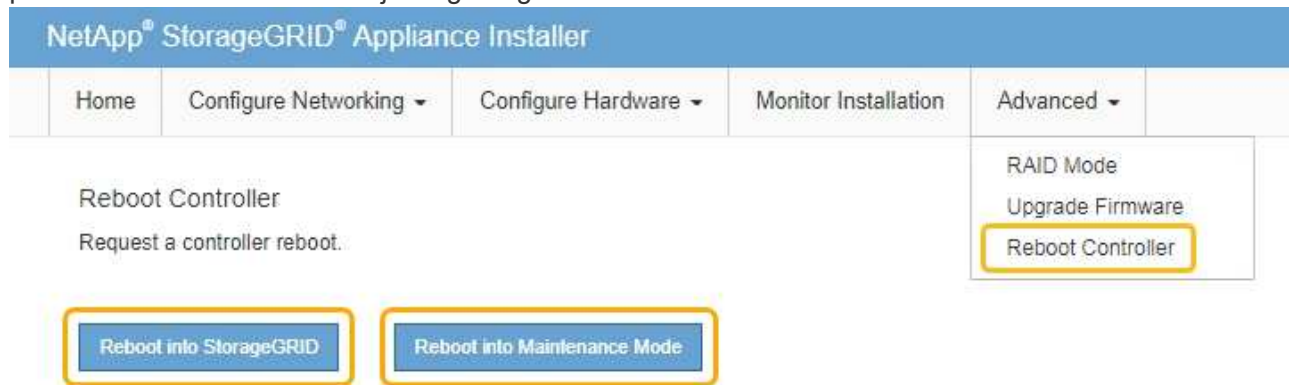 NetApp® StorageGRID® Appliance Installer
Home Configure Networking Configure Hardware Monitor Installation Advanced
RAID Mode
Upgrade Firmware
Reboot Controller
Reboot Controller
Request a controller reboot.
Reboot into StorageGRID Reboot into Maintenance Mode